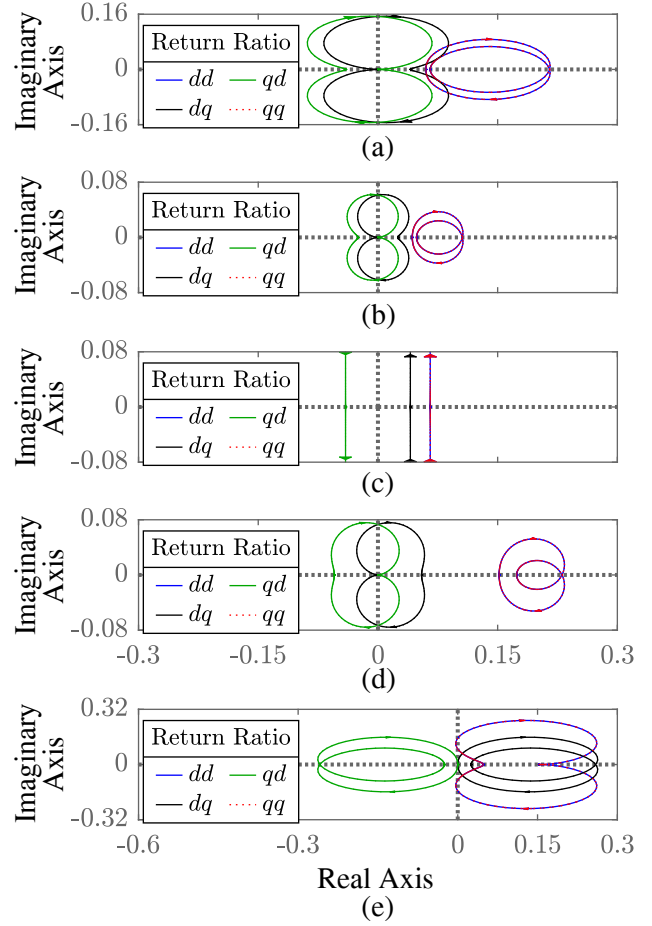 Imaginary
Axis
0.16
0
-0.16
Return Ratio
dd qd
dq qq
(a)
Imaginary
Axis
0.08
0
-0.08
Return Ratio
dd qd
dq qq
(b)
Imaginary
Axis
0.08
0
-0.08
Return Ratio
dd qd
dq qq
(c)
Imaginary
Axis
0.08
0
-0.08
Return Ratio
dd qd
dq qq
-0.3 -0.15 0 0.15 0.3
(d)
Imaginary
Axis
0.32
0
-0.32
Return Ratio
dd qd
dq qq
-0.6 -0.3 0 0.15 0.3
Real Axis
(e)